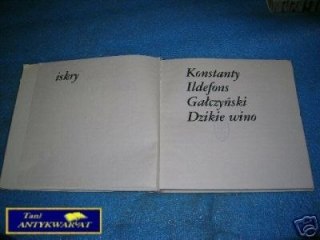 iskry
Konstanty
Ildefons
Gałczyński
Dzikie wino
Tani
ANTYKWARIAT